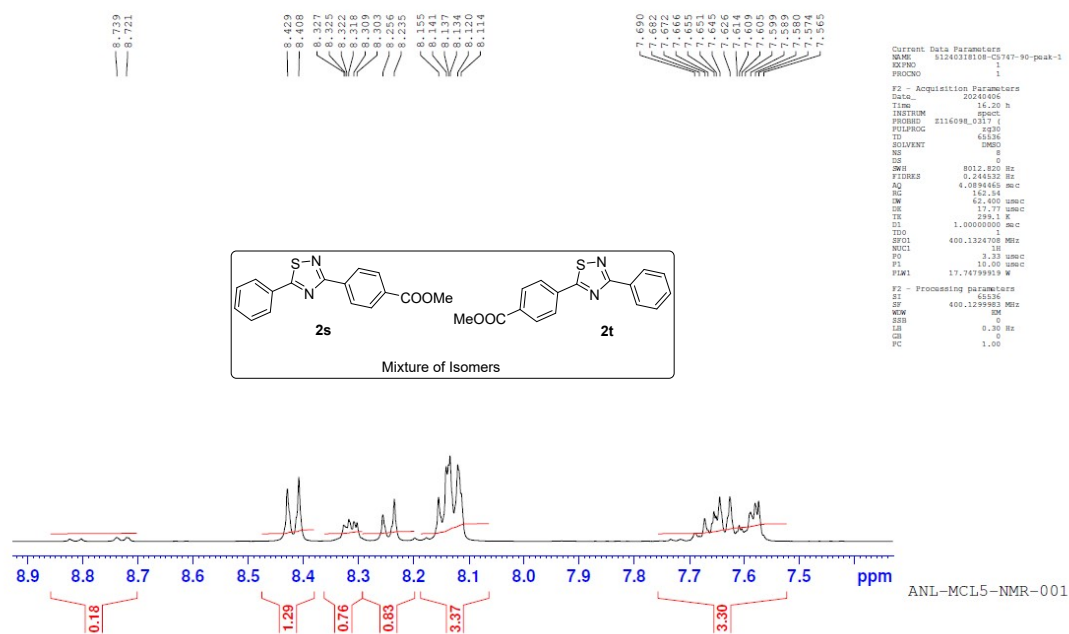 8.739
8.721
8.429
8.408
8.327
8.325
8.322
8.318
8.309
8.303
8.256
8.235
8.155
8.141
8.137
8.134
8.120
8.114
7.690
7.682
7.672
7.666
7.655
7.651
7.645
7.626
7.614
7.609
7.605
7.599
7.589
7.580
7.574
7.565
Current Data Parameters
NAME 512403I8108-C5747-90-peak-1
EXPNO 1
PROCNO 1
F2 - Acquisition Parameters
Date_ 20240406
Time 16.20 h
INSTRUM spect
PROBHD Z116098_0317 (
PULPROG zg30
TD 65536
SOLVENT DMSO
NS 8
DS 0
SWH 8012.820 Hz
FIDRES 0.244532 Hz
AQ 4.0894465 sec
RG 162.54
DW 62.400 usec
DE 17.77 usec
TE 299.1 K
D1 1.00000000 sec
TD0 1
SFO1 400.1324708 MHz
NUC1 1H
P0 3.33 usec
P1 10.00 usec
PLW1 17.74799919 W
F2 - Processing parameters
SI 65536
SF 400.1299983 MHz
WDW EM
SSB 0
LB 0.30 Hz
GB 0
PC 1.00
S N
N
COOMe
2s
S N
N
MeOOC
2t
Mixture of Isomers
8.9 8.8 8.7 8.6 8.5 8.4 8.3 8.2 8.1 8.0 7.9 7.8 7.7 7.6 7.5 ppm
0.18
1.29
0.76
0.83
3.37
3.30
ANL-MCL5-NMR-001